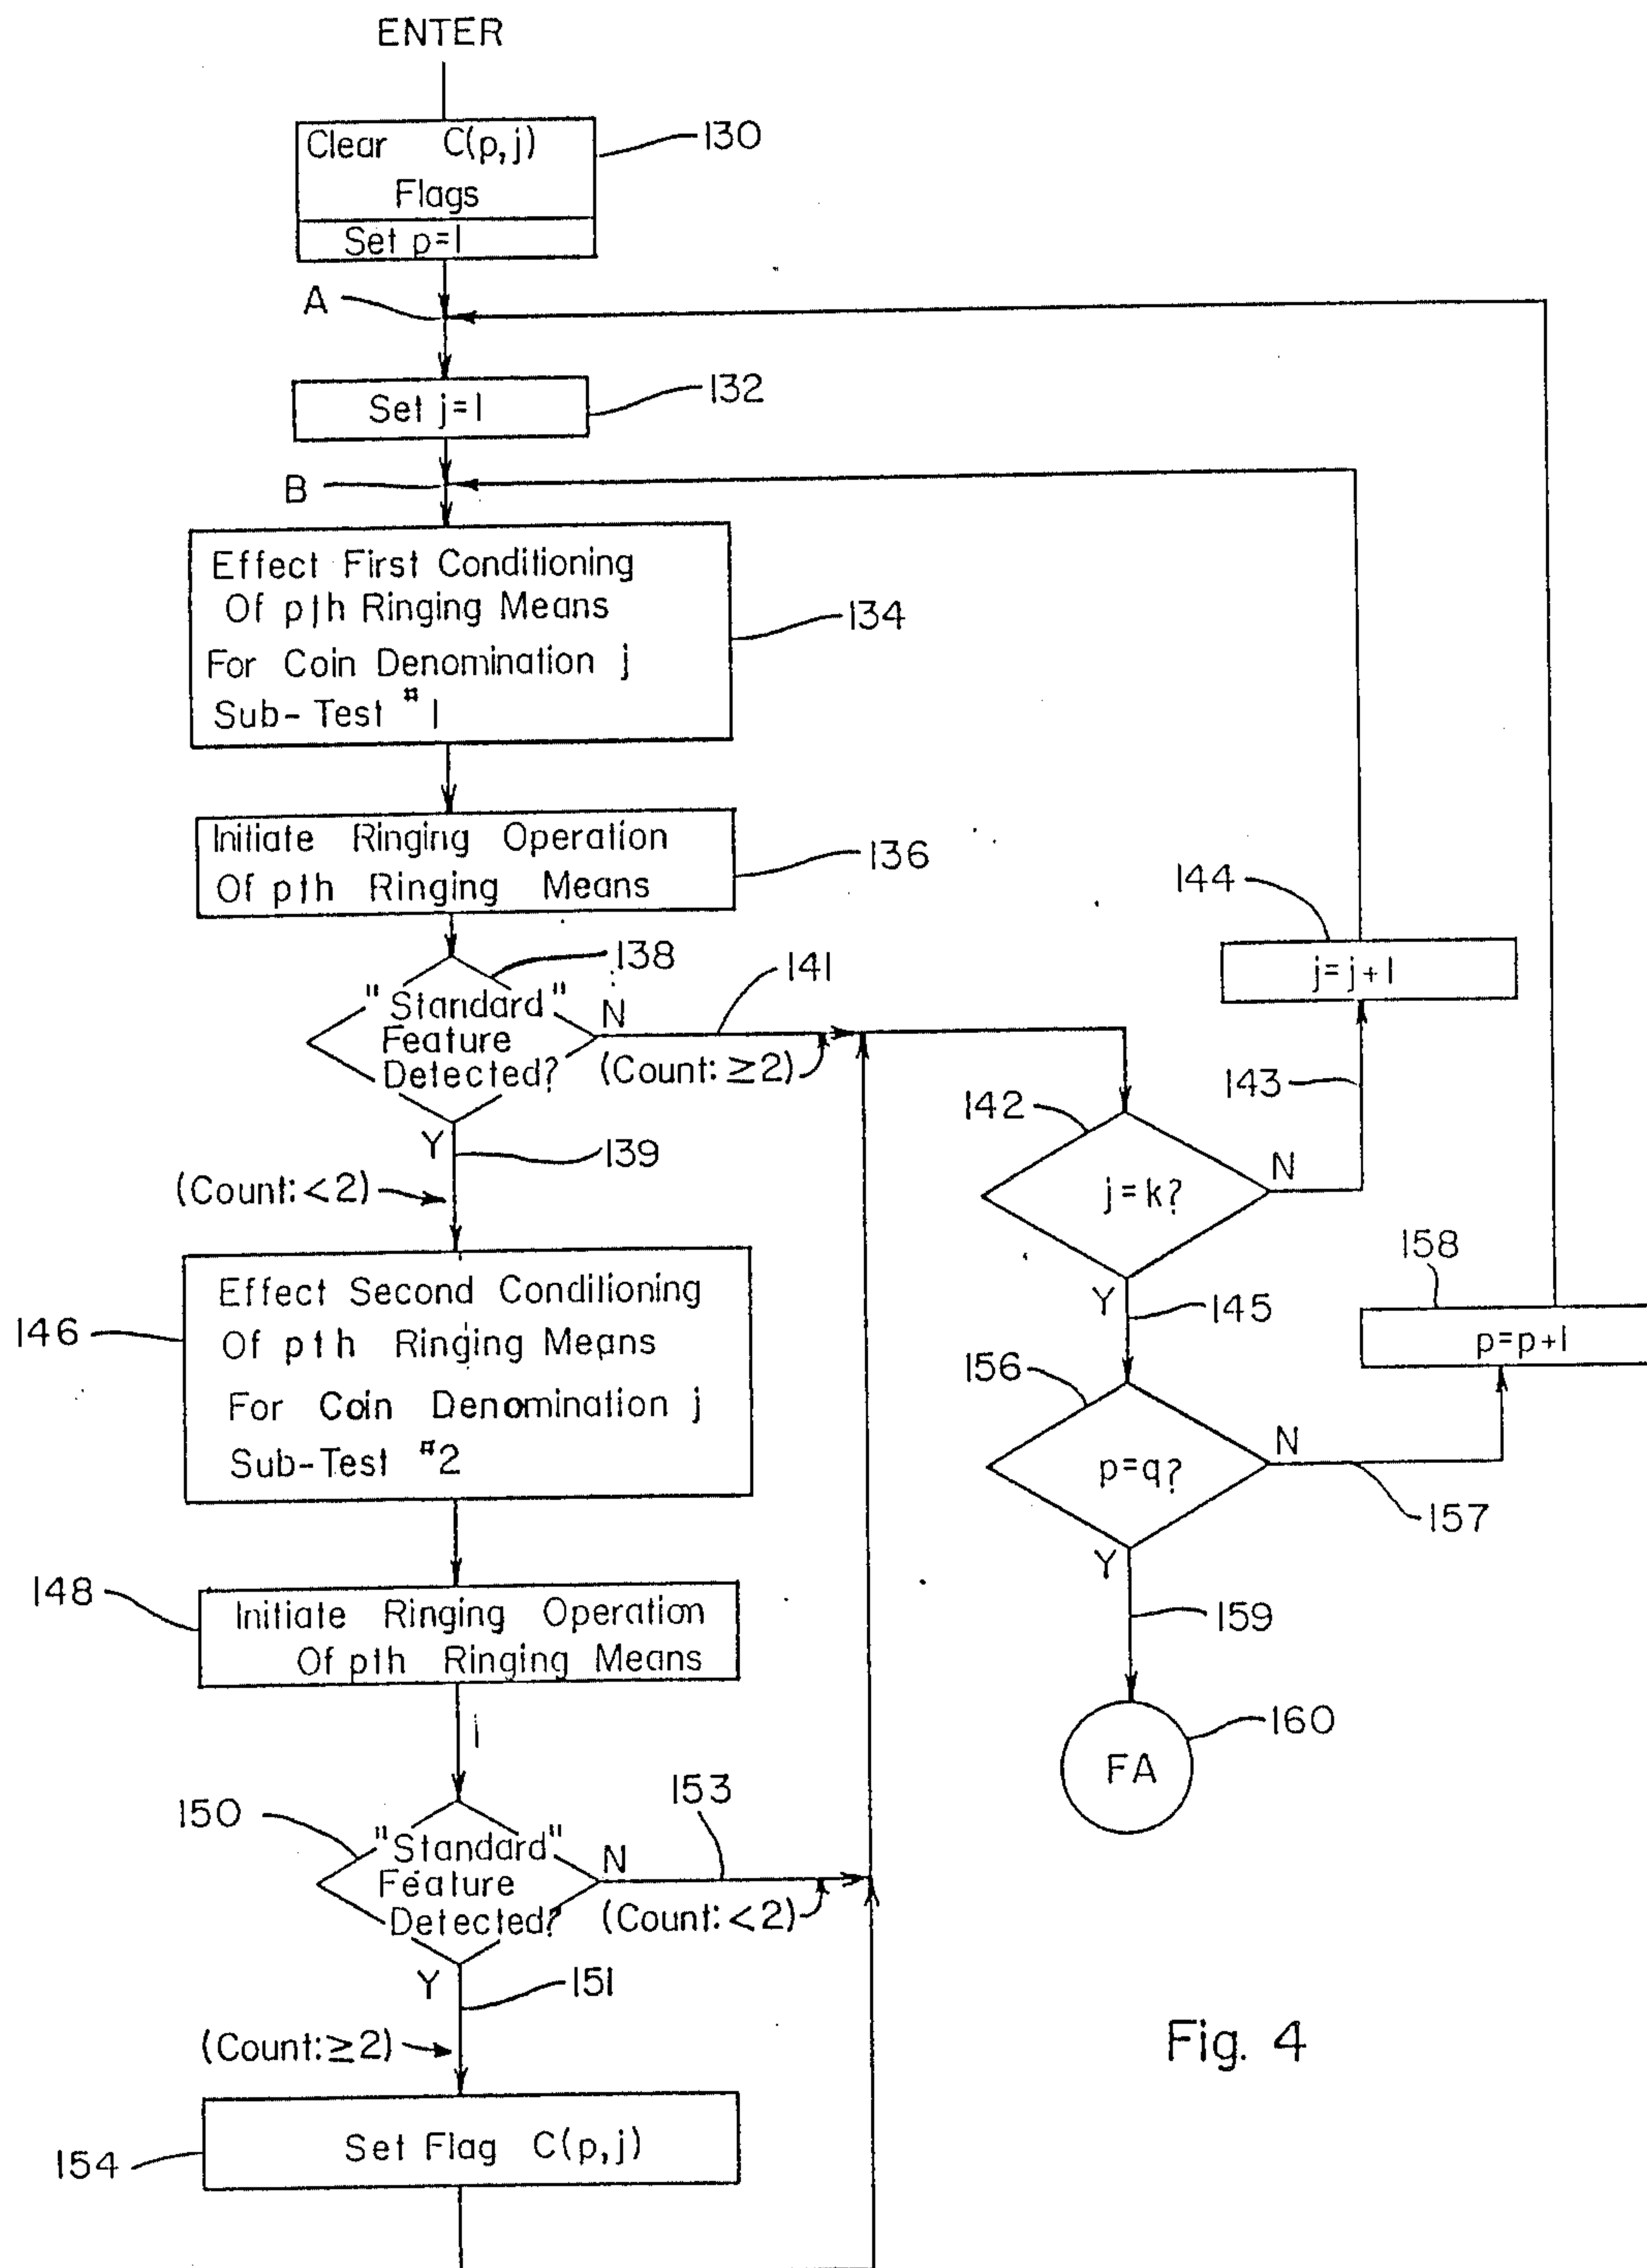 ENTER
Clear C(p,j)
Flags
Set p=1
130
A
Set j=1
132
B
Effect First Conditioning
Of pth Ringing Means
For Coin Denomination j
Sub-Test #1
134
Initiate Ringing Operation
Of pth Ringing Means
136
138
"Standard"
Feature
Detected?
N
141
(Count: ≥2)
Y
139
(Count: <2)
142
j=k?
N
143
144
j=j+1
Y
145
156
p=q?
N
157
158
p=p+1
Y
159
FA
160
146
Effect Second Conditioning
Of pth Ringing Means
For Coin Denomination j
Sub-Test #2
148
Initiate Ringing Operation
Of pth Ringing Means
150
"Standard"
Feature
Detected?
N
153
(Count: <2)
Y
151
(Count: ≥2)
154
Set Flag C(p,j)
Fig. 4